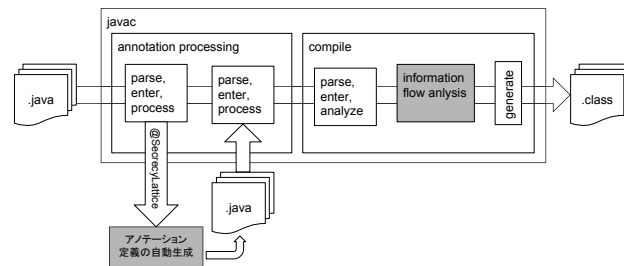 javac
annotation processing
compile
.java
parse,
enter,
process
parse,
enter,
process
parse,
enter,
analyze
information
flow anlysis
generate
.class
@SecrecyLattice
.java
アノテーション
定義の自動生成